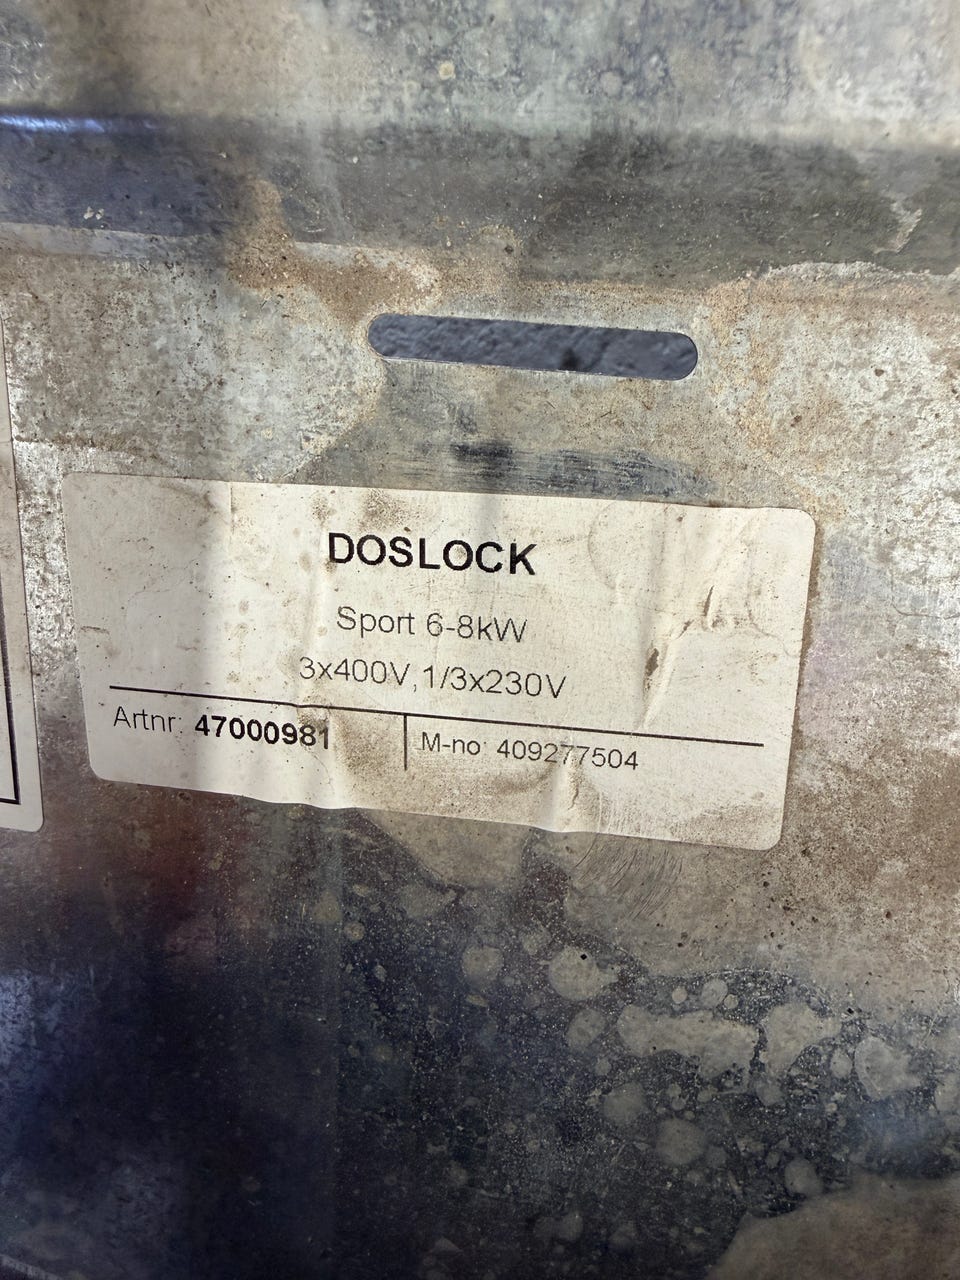 DOSLOCK
Sport 6-8kW
3x400V,1/3x230V
Artnr: 47000981
M-no: 409277504